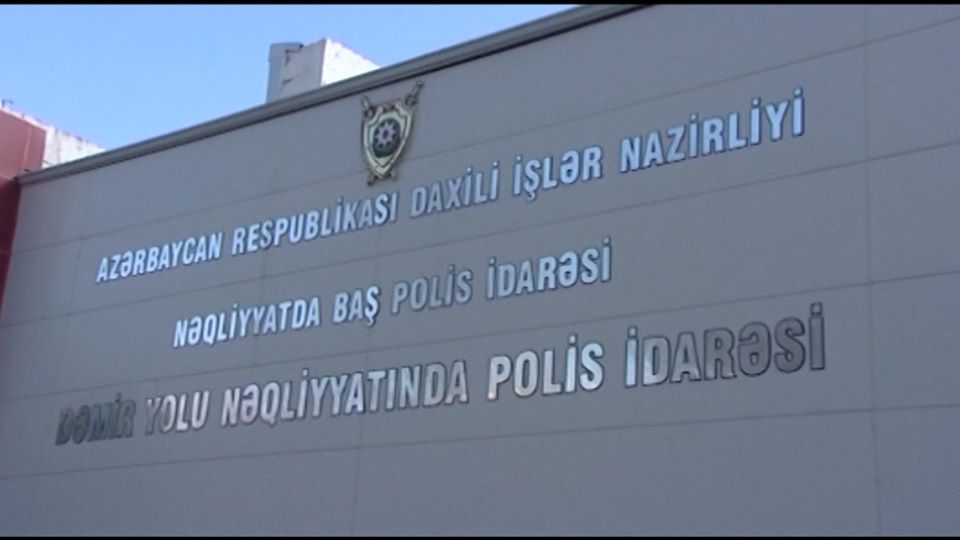 AZƏRBAYCAN RESPUBLİKASI DAXİLİ İŞLƏR NAZİRLİYİ
NƏQLİYYATDA BAŞ POLİS İDARƏSİ
DƏMİR YOLU NƏQLİYYATINDA POLİS İDARƏSİ